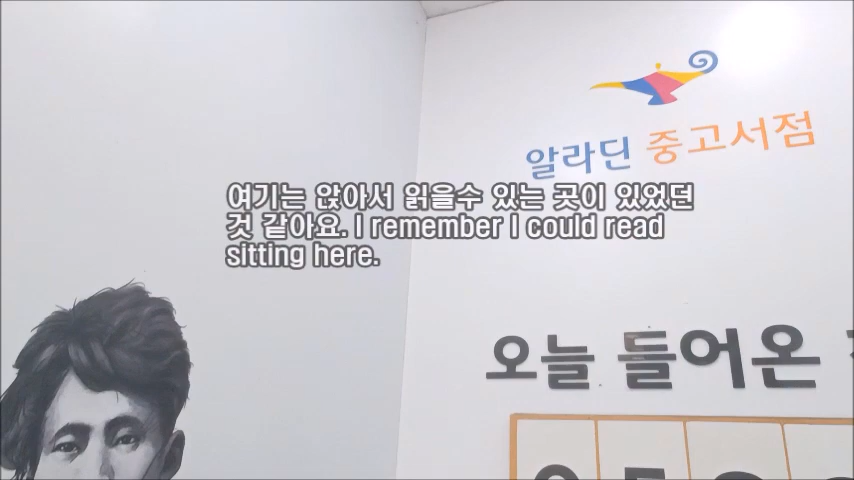 알라딘 중고서점
여기는 앉아서 읽을수 있는 곳이 있었던
것 같아요. I remember I could read
sitting here.
오늘 들어온